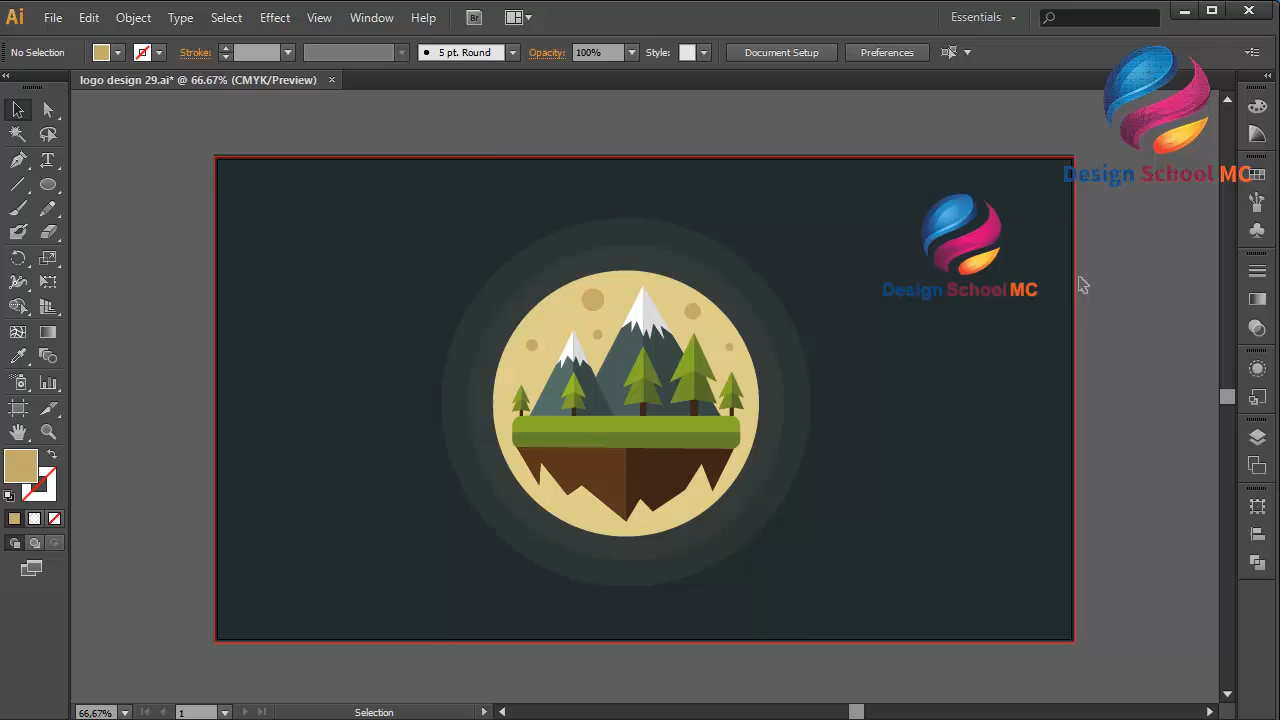 Ai File Edit Object Type Select Effect View Window Help Br Essentials
No Selection Stroke: 5 pt. Round Opacity: 100% Style: Document Setup Preferences
logo design 29.ai* @ 66.67% (CMYK/Preview) ×
Design School MC
Design School MC
66,67% 1 Selection